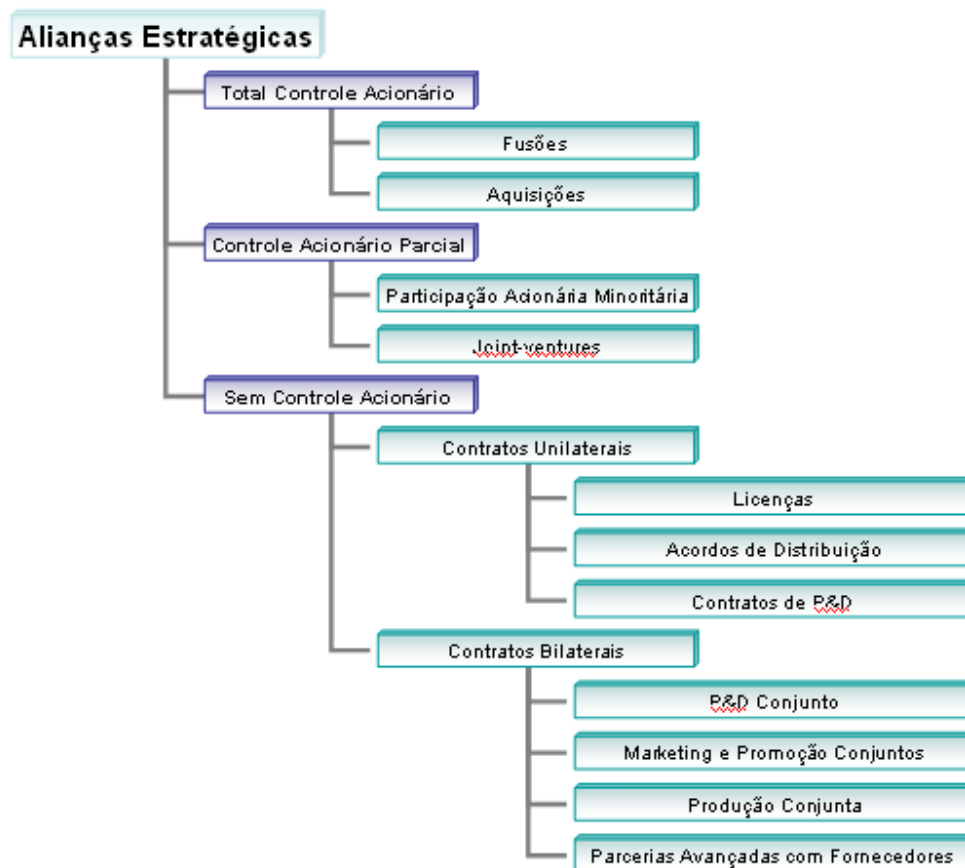 Alianças Estratégicas
Total Controle Acionário
Fusões
Aquisições
Controle Acionário Parcial
Participação Acionária Minoritária
Joint-ventures
Sem Controle Acionário
Contratos Unilaterais
Licenças
Acordos de Distribuição
Contratos de P&D
Contratos Bilaterais
P&D Conjunto
Marketing e Promoção Conjuntos
Produção Conjunta
Parcerias Avançadas com Fornecedores